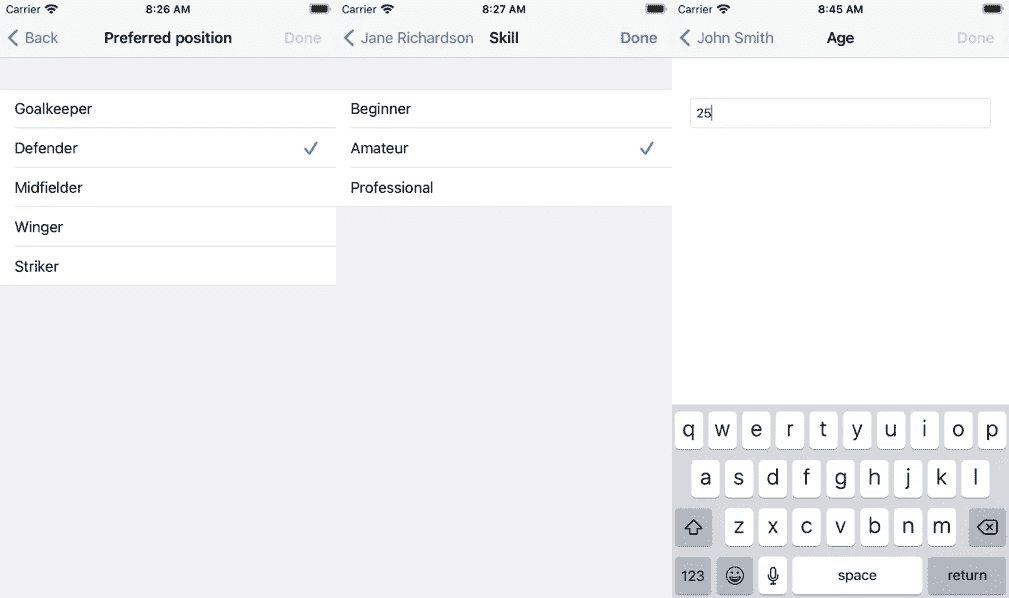 Carrier 8:26 AM
Back Preferred position Done
Goalkeeper
Defender
Midfielder
Winger
Striker
Carrier 8:27 AM
Jane Richardson Skill Done
Beginner
Amateur
Professional
Carrier 8:45 AM
John Smith Age Done
25
q w e r t y u i o p
a s d f g h j k l
z x c v b n m
123 space return